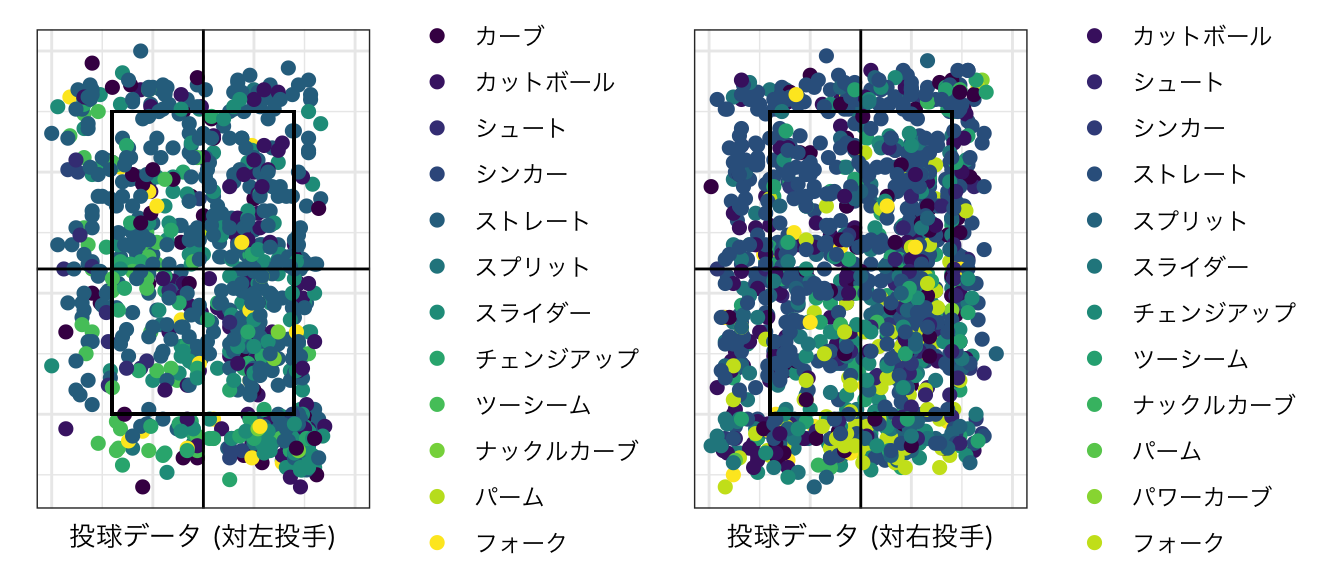 カーブ
カットボール
シュート
シンカー
ストレート
スプリット
スライダー
チェンジアップ
ツーシーム
ナックルカーブ
パーム
フォーク
投球データ (対左投手)
カットボール
シュート
シンカー
ストレート
スプリット
スライダー
チェンジアップ
ツーシーム
ナックルカーブ
パーム
パワーカーブ
フォーク
投球データ (対右投手)